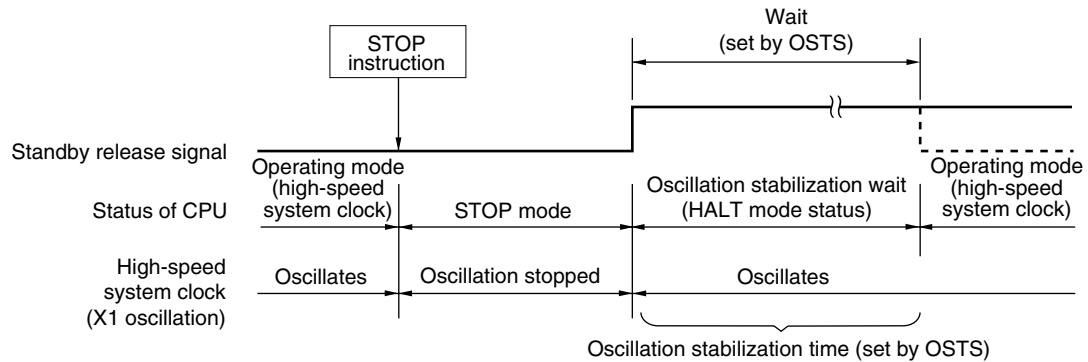 Wait
(set by OSTS)
STOP
instruction
Standby release signal
Operating mode
(high-speed
system clock)
Operating mode
(high-speed
system clock)
Status of CPU
STOP mode
Oscillation stabilization wait
(HALT mode status)
High-speed
system clock
(X1 oscillation)
Oscillates
Oscillation stopped
Oscillates
Oscillation stabilization time (set by OSTS)